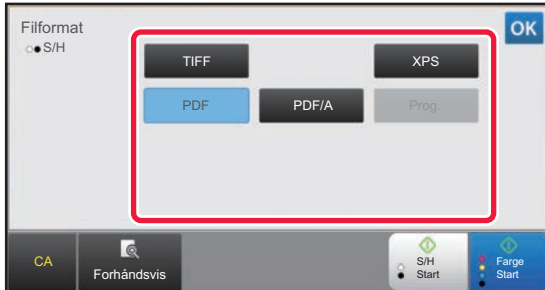 Filformat
S/H
OK
TIFF
XPS
PDF
PDF/A
Prog.
CA
Forhåndsvis
S/H
Start
Farge
Start